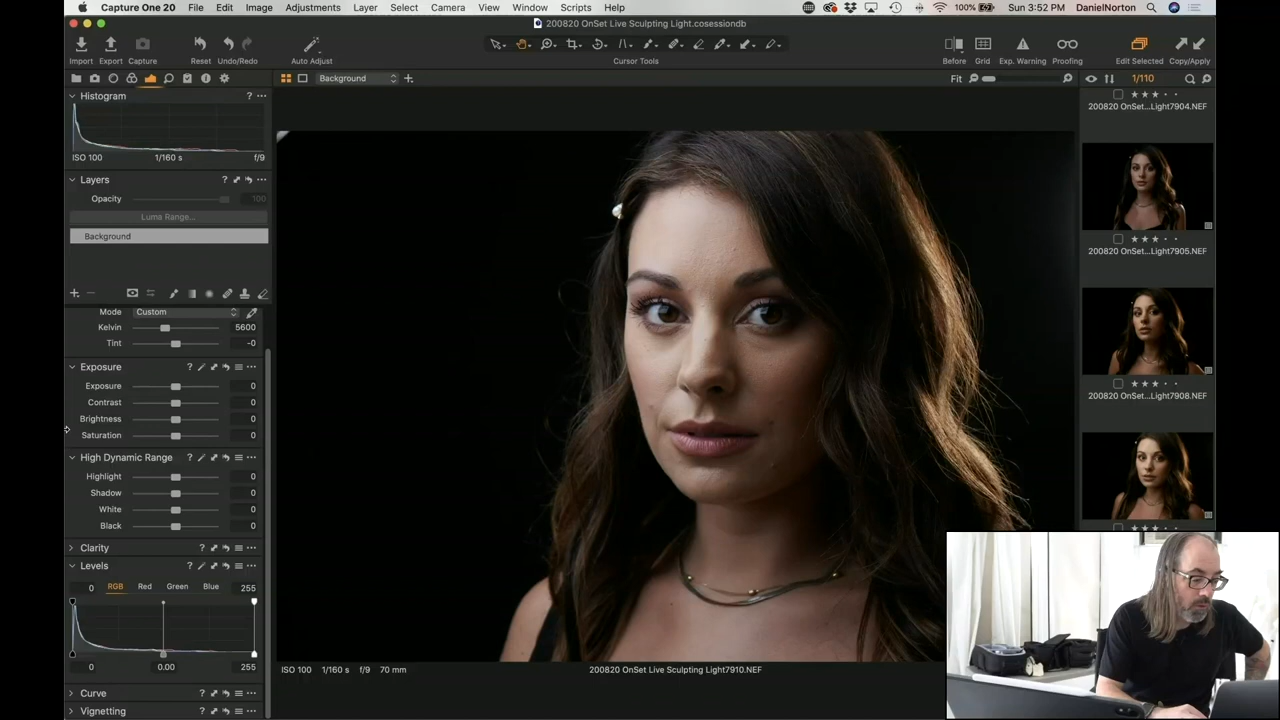 Capture One 20 File Edit Image Adjustments Layer Select Camera View Window Scripts Help 100% Sun 3:52 PM DanielNorton
200820 OnSet Live Sculpting Light.cosessiondb
Import Export Capture Reset Undo/Redo Auto Adjust Cursor Tools Before Grid Exp. Warning Proofing Edit Selected Copy/Apply
Background Fit 1/110
Histogram ? ...
ISO 100 1/160 s f/9
Layers ?
Opacity 100
Luma Range...
Background
Mode Custom
Kelvin 5600
Tint -0
Exposure ?
Exposure 0
Contrast 0
Brightness 0
Saturation 0
High Dynamic Range ?
Highlight 0
Shadow 0
White 0
Black 0
Clarity ?
Levels ?
0 RGB Red Green Blue 255
0 0.00 255
Curve ?
Vignetting ?
ISO 100 1/160 s f/9 70 mm 200820 OnSet Live Sculpting Light7910.NEF
200820 OnSet...Light7904.NEF
200820 OnSet...Light7905.NEF
200820 OnSet...Light7908.NEF